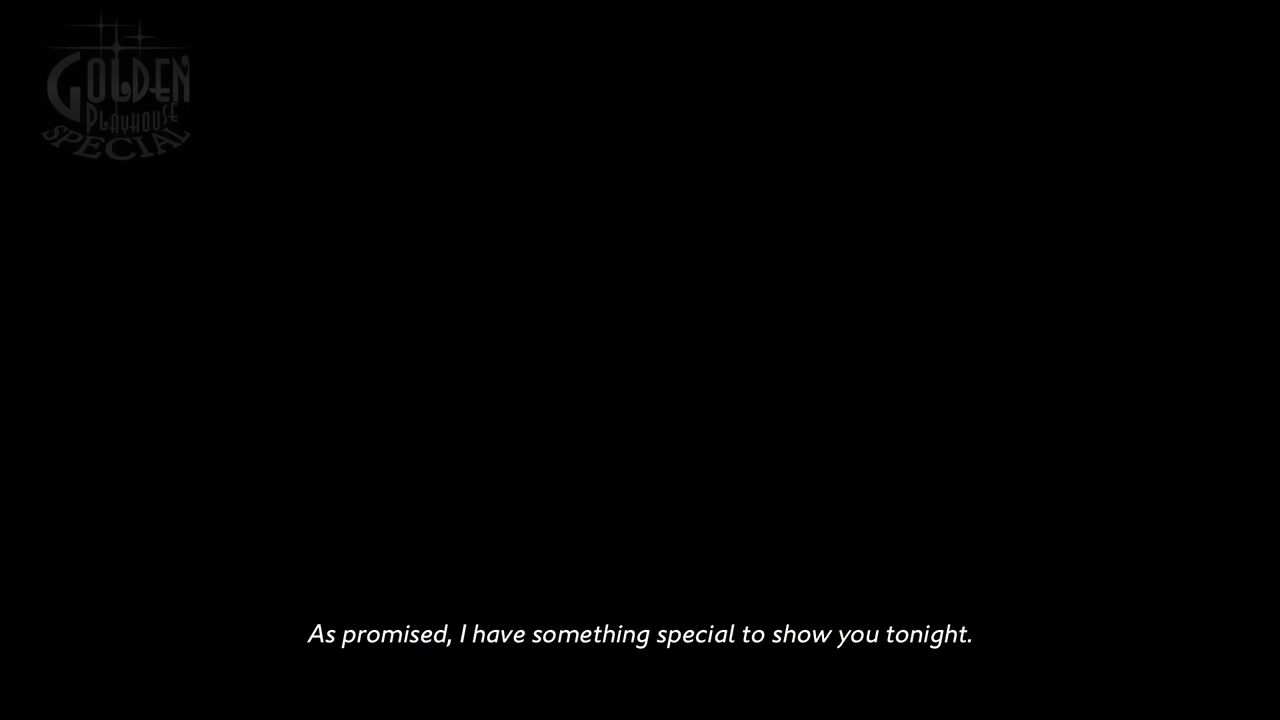 GOLDEN
PLAYHOUSE
SPECIAL
As promised, I have something special to show you tonight.